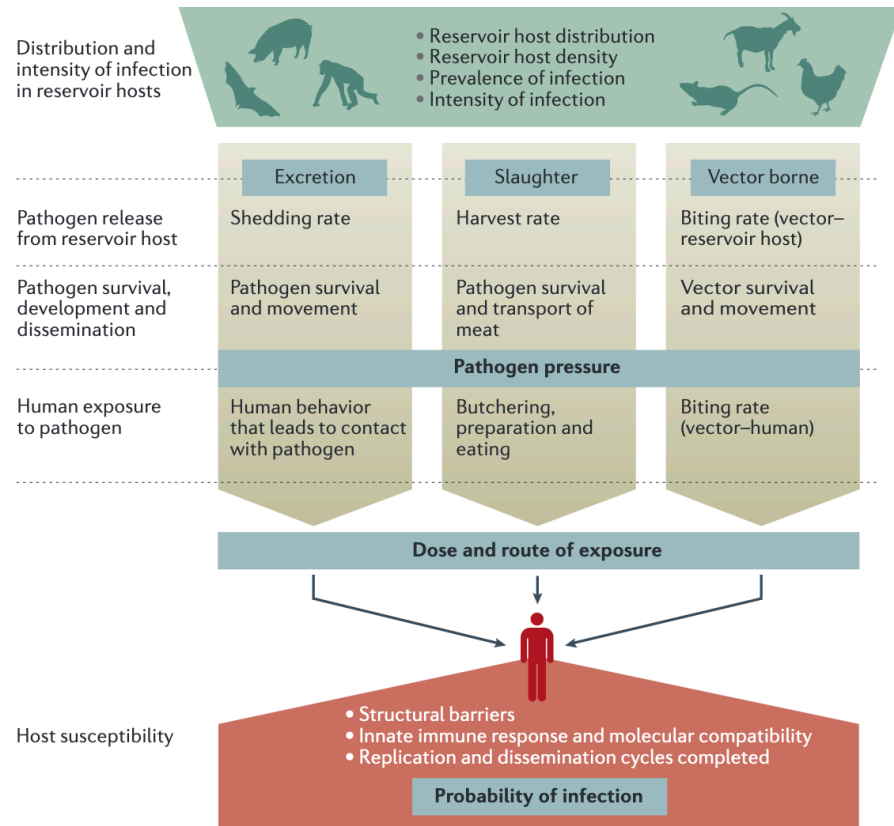 Distribution and
intensity of infection
in reservoir hosts
• Reservoir host distribution
• Reservoir host density
• Prevalence of infection
• Intensity of infection
Excretion
Slaughter
Vector borne
Pathogen release
from reservoir host
Shedding rate
Harvest rate
Biting rate (vector–
reservoir host)
Pathogen survival,
development and
dissemination
Pathogen survival
and movement
Pathogen survival
and transport of
meat
Vector survival
and movement
Pathogen pressure
Human exposure
to pathogen
Human behavior
that leads to contact
with pathogen
Butchering,
preparation and
eating
Biting rate
(vector–human)
Dose and route of exposure
Host susceptibility
• Structural barriers
• Innate immune response and molecular compatibility
• Replication and dissemination cycles completed
Probability of infection